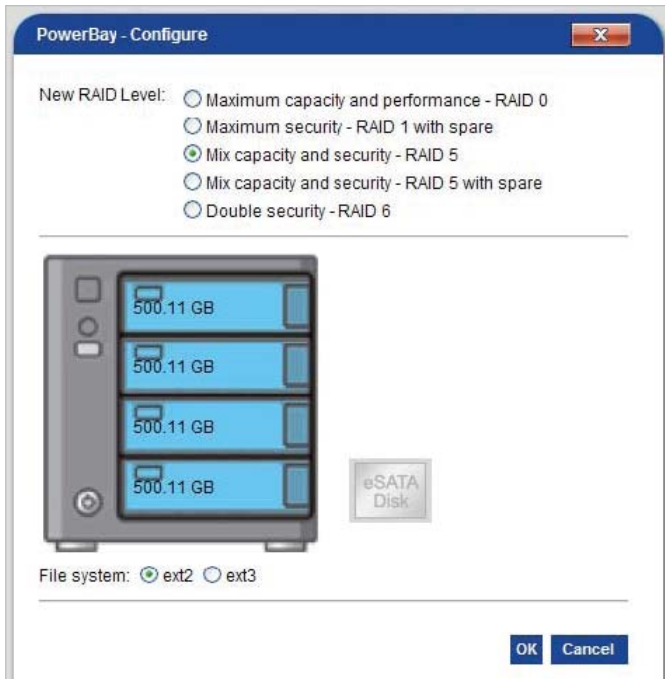 PowerBay - Configure
X
New RAID Level:
Maximum capacity and performance - RAID 0
Maximum security - RAID 1 with spare
Mix capacity and security - RAID 5
Mix capacity and security - RAID 5 with spare
Double security - RAID 6
500.11 GB
500.11 GB
500.11 GB
500.11 GB
eSATA
Disk
File system: ext2 ext3
OK Cancel